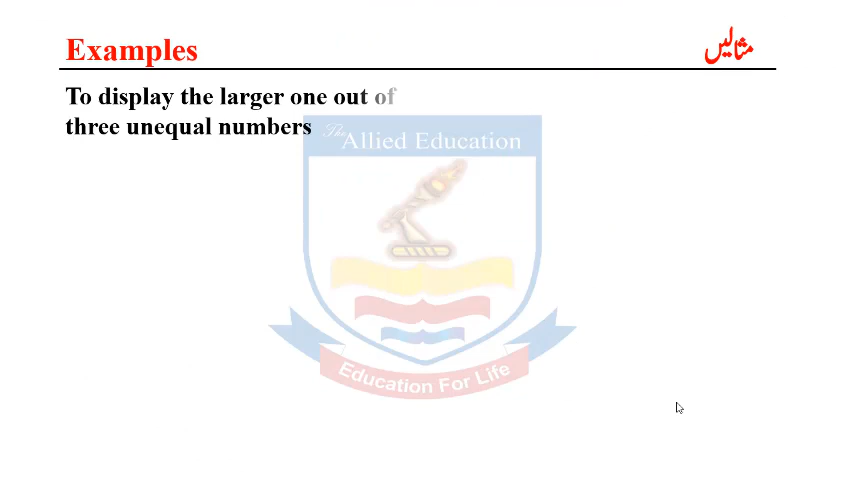 Examples
مثالیں
To display the larger one out of
three unequal numbers
The Allied Education
Education For Life